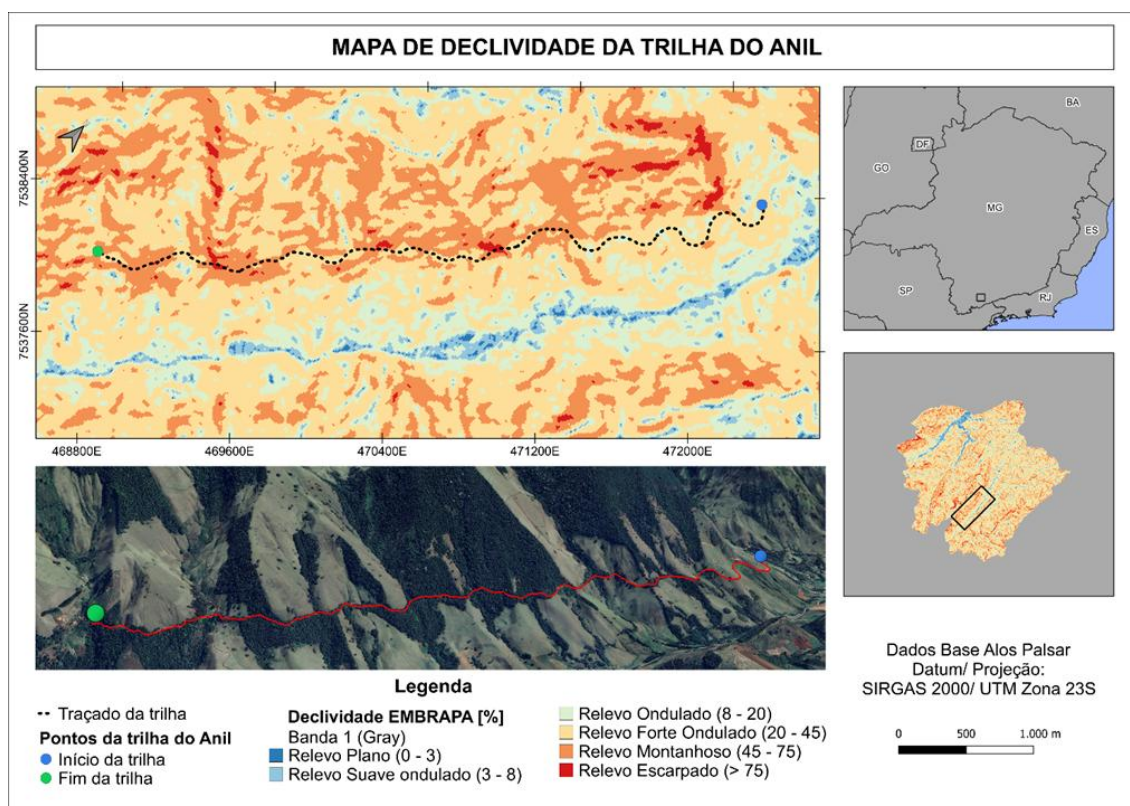 MAPA DE DECLIVIDADE DA TRILHA DO ANIL
7538400N
7537600N
468800E
469600E
470400E
471200E
472000E
BA
DF
GO
MG
ES
SP
RJ
Legenda
Traçado da trilha
Pontos da trilha do Anil
Início da trilha
Fim da trilha
Declividade EMBRAPA [%]
Banda 1 (Gray)
Relevo Plano (0 - 3)
Relevo Suave ondulado (3 - 8)
Relevo Ondulado (8 - 20)
Relevo Forte Ondulado (20 - 45)
Relevo Montanhoso (45 - 75)
Relevo Escarpado (> 75)
Dados Base Alos Palsar
Datum/ Projeção:
SIRGAS 2000/ UTM Zona 23S
0 500 1.000 m